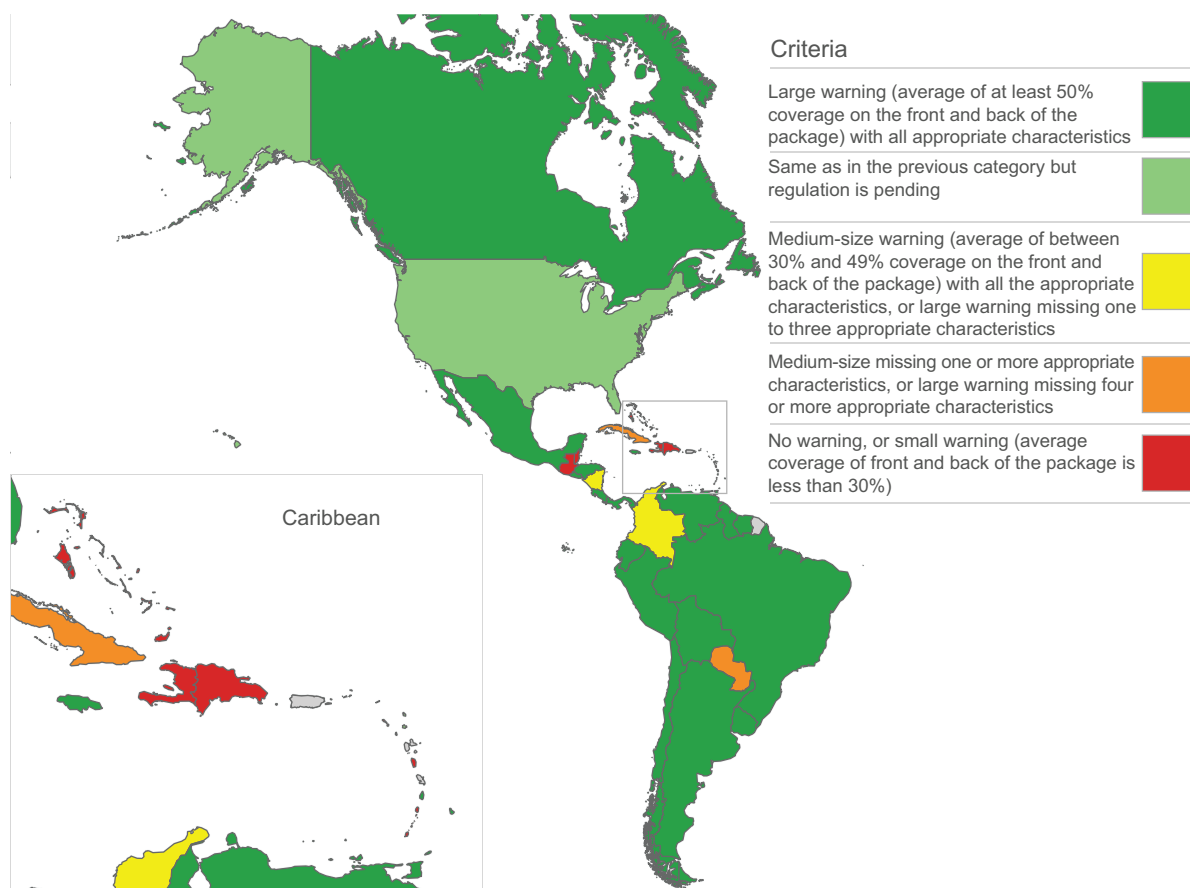 Criteria
Large warning (average of at least 50%
coverage on the front and back of the
package) with all appropriate characteristics
Same as in the previous category but
regulation is pending
Medium-size warning (average of between
30% and 49% coverage on the front and
back of the package) with all the appropriate
characteristics, or large warning missing one
to three appropriate characteristics
Medium-size missing one or more appropriate
characteristics, or large warning missing four
or more appropriate characteristics
No warning, or small warning (average
coverage of front and back of the package is
less than 30%)
Caribbean